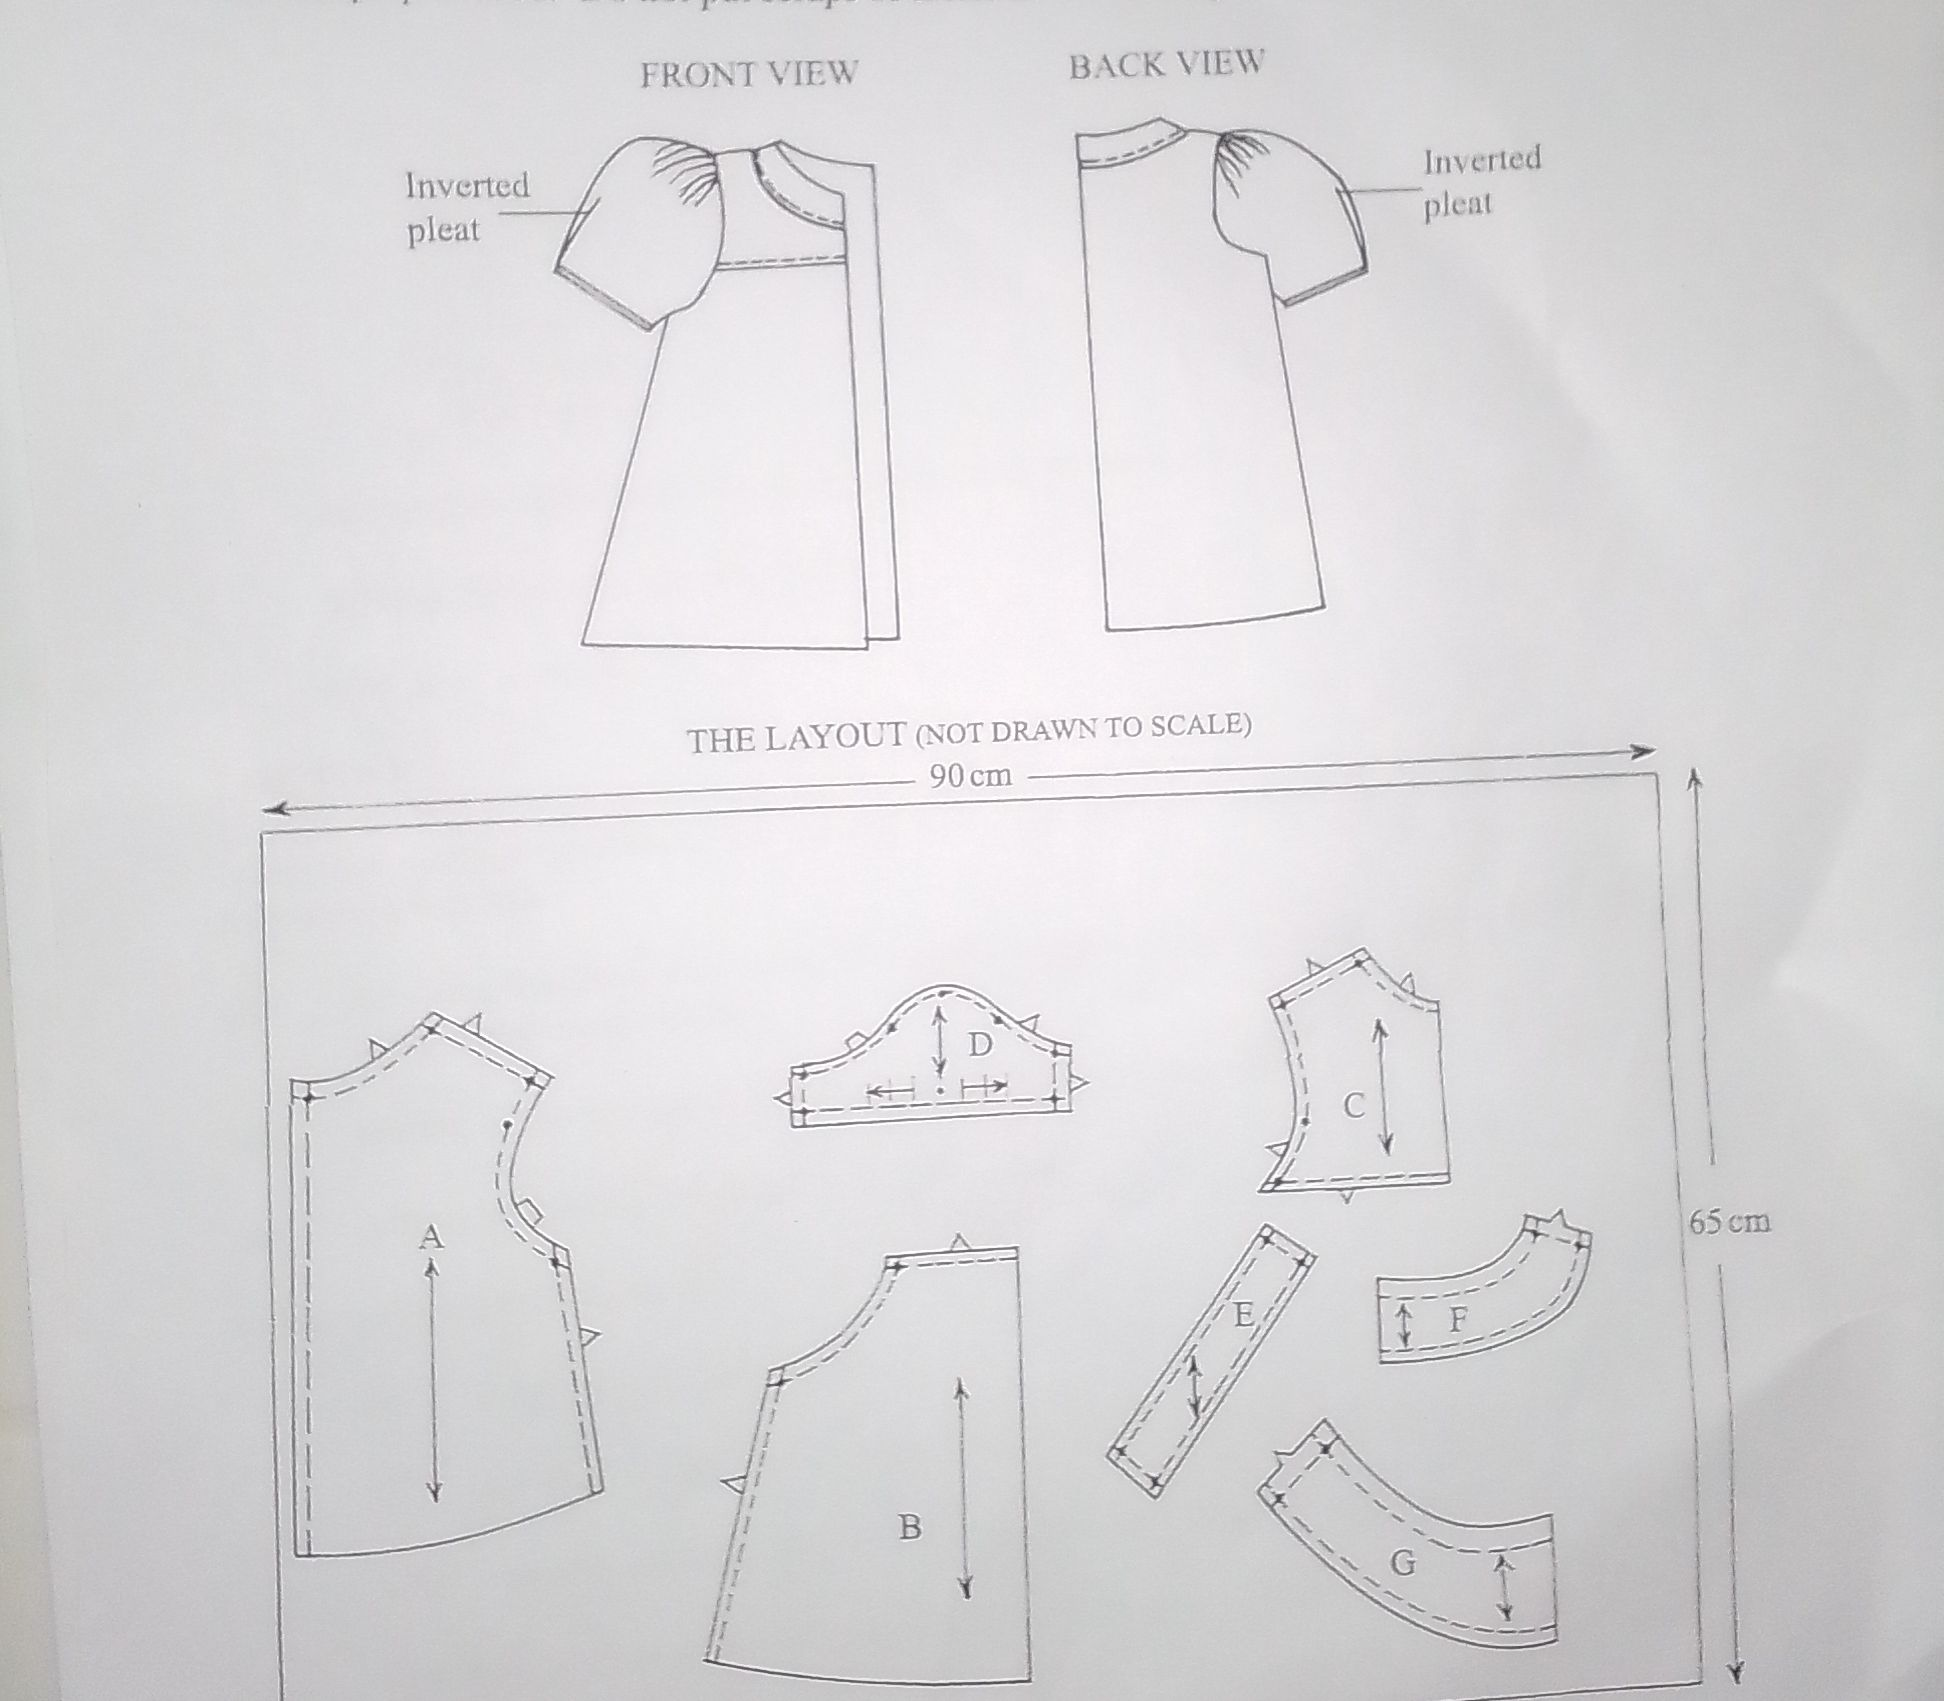 FRONT VIEW
BACK VIEW
Inverted
pleat
Inverted
pleat
THE LAYOUT (NOT DRAWN TO SCALE)
90 cm
D
C
A
65 cm
E
F
B
G